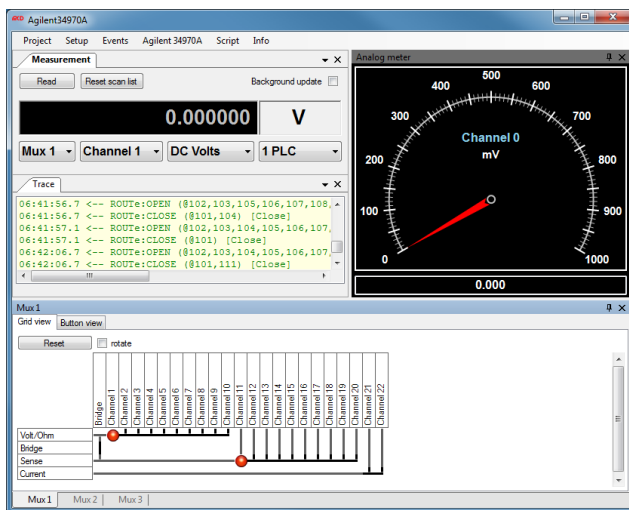 Agilent34970A
Project Setup Events Agilent 34970A Script Info
Measurement
Read Reset scan list Background update
0.000000 V
Mux 1 Channel 1 DC Volts 1 PLC
Trace
06:41:56.7 <-- ROUTe:OPEN (@102,103,105,106,107,108,
06:41:56.7 <-- ROUTe:CLOSE (@101,104) [Close]
06:41:57.1 <-- ROUTe:OPEN (@102,103,104,105,106,107,
06:41:57.1 <-- ROUTe:CLOSE (@101) [Close]
06:42:06.7 <-- ROUTe:OPEN (@102,103,104,105,106,107,
06:42:06.7 <-- ROUTe:CLOSE (@101,111) [Close]
Analog meter
0 100 200 300 400 500 600 700 800 900 1000
Channel 0
mV
0.000
Mux 1
Grid view Button view
Reset rotate
Bridge
Channel 1
Channel 2
Channel 3
Channel 4
Channel 5
Channel 6
Channel 7
Channel 8
Channel 9
Channel 10
Channel 11
Channel 12
Channel 13
Channel 14
Channel 15
Channel 16
Channel 17
Channel 18
Channel 19
Channel 20
Channel 21
Channel 22
Volt/Ohm
Bridge
Sense
Current
Mux 1 Mux 2 Mux 3